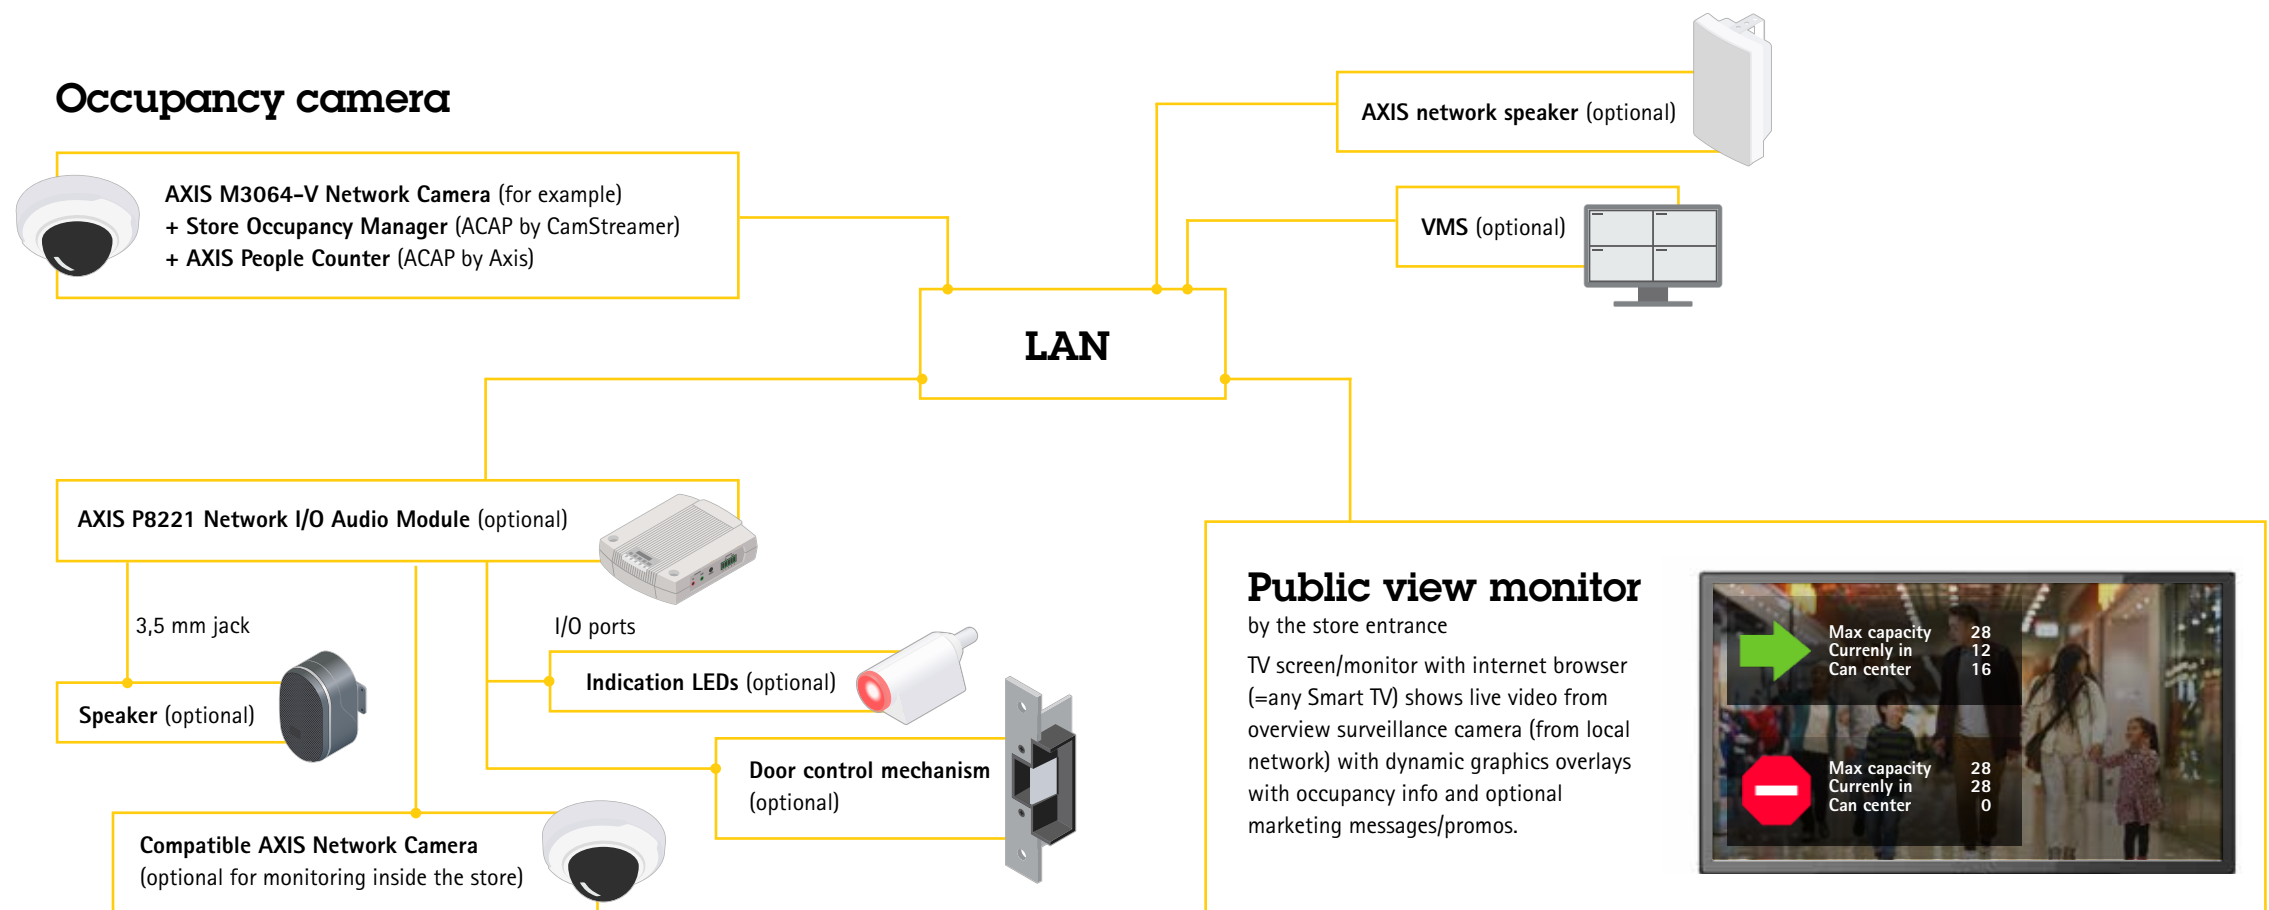 Occupancy camera
AXIS M3064-V Network Camera (for example)
+ Store Occupancy Manager (ACAP by CamStreamer)
+ AXIS People Counter (ACAP by Axis)
AXIS network speaker (optional)
VMS (optional)
LAN
AXIS P8221 Network I/O Audio Module (optional)
3,5 mm jack
I/O ports
Speaker (optional)
Indication LEDs (optional)
Door control mechanism
(optional)
Compatible AXIS Network Camera
(optional for monitoring inside the store)
Public view monitor
by the store entrance
TV screen/monitor with internet browser
(=any Smart TV) shows live video from
overview surveillance camera (from local
network) with dynamic graphics overlays
with occupancy info and optional
marketing messages/promos.
Max capacity 28
Currenly in 12
Can center 16
Max capacity 28
Currenly in 28
Can center 0